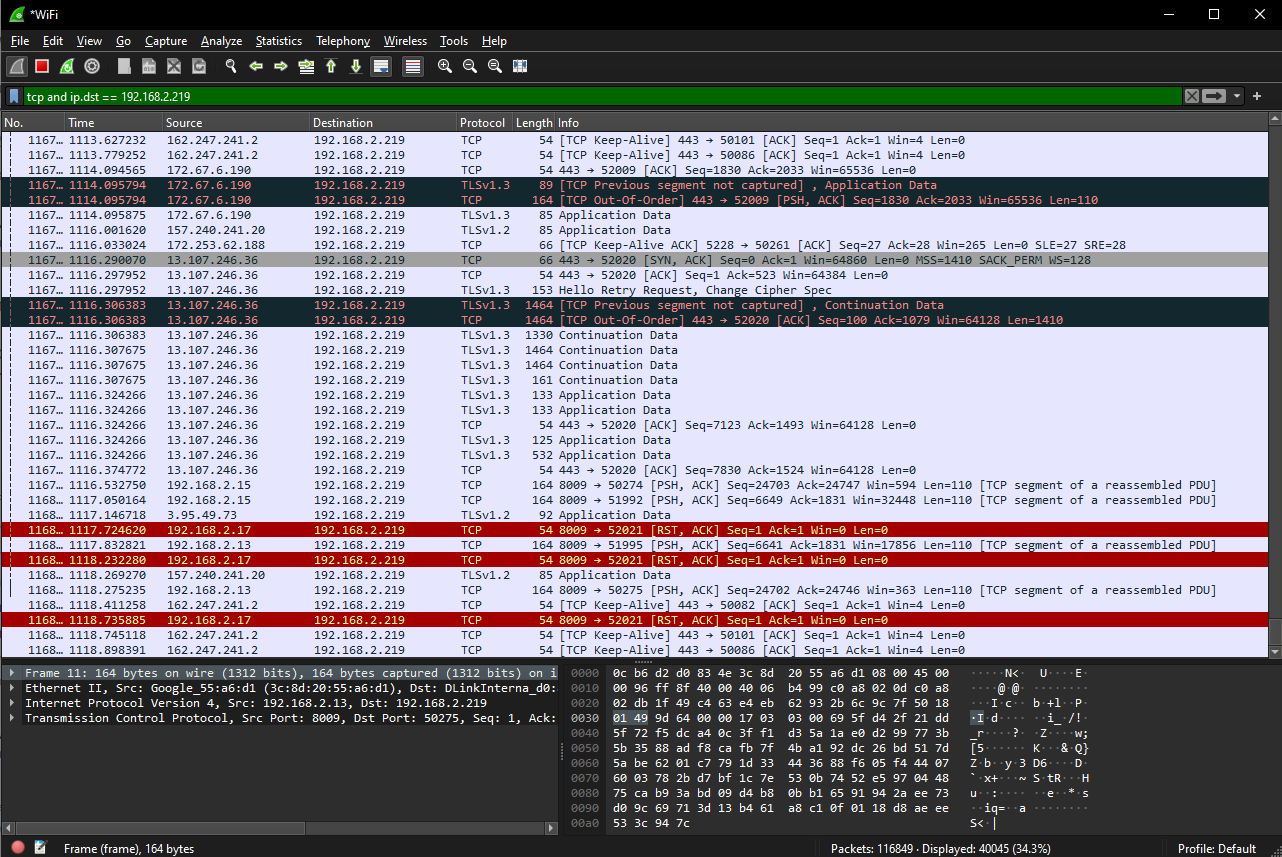 *WiFi
File Edit View Go Capture Analyze Statistics Telephony Wireless Tools Help
tcp and ip.dst == 192.168.2.219
No. Time Source Destination Protocol Length Info
1167… 1113.627232 162.247.241.2 192.168.2.219 TCP 54 [TCP Keep-Alive] 443 → 50101 [ACK] Seq=1 Ack=1 Win=4 Len=0
1167… 1113.779252 162.247.241.2 192.168.2.219 TCP 54 [TCP Keep-Alive] 443 → 50086 [ACK] Seq=1 Ack=1 Win=4 Len=0
1167… 1114.094565 172.67.6.190 192.168.2.219 TCP 54 443 → 52009 [ACK] Seq=1830 Ack=2033 Win=65536 Len=0
1167… 1114.095794 172.67.6.190 192.168.2.219 TLSv1.3 89 [TCP Previous segment not captured] , Application Data
1167… 1114.095794 172.67.6.190 192.168.2.219 TCP 164 [TCP Out-Of-Order] 443 → 52009 [PSH, ACK] Seq=1830 Ack=2033 Win=65536 Len=110
1167… 1114.095875 172.67.6.190 192.168.2.219 TLSv1.3 85 Application Data
1167… 1116.001620 157.240.241.20 192.168.2.219 TLSv1.2 85 Application Data
1167… 1116.033024 172.253.62.188 192.168.2.219 TCP 66 [TCP Keep-Alive ACK] 5228 → 50261 [ACK] Seq=27 Ack=28 Win=265 Len=0 SLE=27 SRE=28
1167… 1116.290070 13.107.246.36 192.168.2.219 TCP 66 443 → 52020 [SYN, ACK] Seq=0 Ack=1 Win=64860 Len=0 MSS=1410 SACK_PERM WS=128
1167… 1116.297952 13.107.246.36 192.168.2.219 TCP 54 443 → 52020 [ACK] Seq=1 Ack=523 Win=64384 Len=0
1167… 1116.297952 13.107.246.36 192.168.2.219 TLSv1.3 153 Hello Retry Request, Change Cipher Spec
1167… 1116.306383 13.107.246.36 192.168.2.219 TLSv1.3 1464 [TCP Previous segment not captured] , Continuation Data
1167… 1116.306383 13.107.246.36 192.168.2.219 TCP 1464 [TCP Out-Of-Order] 443 → 52020 [ACK] Seq=100 Ack=1079 Win=64128 Len=1410
1167… 1116.306383 13.107.246.36 192.168.2.219 TLSv1.3 1330 Continuation Data
1167… 1116.307675 13.107.246.36 192.168.2.219 TLSv1.3 1464 Continuation Data
1167… 1116.307675 13.107.246.36 192.168.2.219 TLSv1.3 1464 Continuation Data
1167… 1116.307675 13.107.246.36 192.168.2.219 TLSv1.3 161 Continuation Data
1167… 1116.324266 13.107.246.36 192.168.2.219 TLSv1.3 133 Application Data
1167… 1116.324266 13.107.246.36 192.168.2.219 TLSv1.3 133 Application Data
1167… 1116.324266 13.107.246.36 192.168.2.219 TCP 54 443 → 52020 [ACK] Seq=7123 Ack=1493 Win=64128 Len=0
1167… 1116.324266 13.107.246.36 192.168.2.219 TLSv1.3 125 Application Data
1167… 1116.324266 13.107.246.36 192.168.2.219 TLSv1.3 532 Application Data
1167… 1116.374772 13.107.246.36 192.168.2.219 TCP 54 443 → 52020 [ACK] Seq=7830 Ack=1524 Win=64128 Len=0
1167… 1116.532750 192.168.2.15 192.168.2.219 TCP 164 8009 → 50274 [PSH, ACK] Seq=24703 Ack=24747 Win=594 Len=110 [TCP segment of a reassembled PDU]
1168… 1117.050164 192.168.2.15 192.168.2.219 TCP 164 8009 → 51992 [PSH, ACK] Seq=6649 Ack=1831 Win=32448 Len=110 [TCP segment of a reassembled PDU]
1168… 1117.146718 3.95.49.73 192.168.2.219 TLSv1.2 92 Application Data
1168… 1117.724620 192.168.2.17 192.168.2.219 TCP 54 8009 → 52021 [RST, ACK] Seq=1 Ack=1 Win=0 Len=0
1168… 1117.832821 192.168.2.13 192.168.2.219 TCP 164 8009 → 51995 [PSH, ACK] Seq=6641 Ack=1831 Win=17856 Len=110 [TCP segment of a reassembled PDU]
1168… 1118.232280 192.168.2.17 192.168.2.219 TCP 54 8009 → 52021 [RST, ACK] Seq=1 Ack=1 Win=0 Len=0
1168… 1118.269270 157.240.241.20 192.168.2.219 TLSv1.2 85 Application Data
1168… 1118.275235 192.168.2.13 192.168.2.219 TCP 164 8009 → 50275 [PSH, ACK] Seq=24702 Ack=24746 Win=363 Len=110 [TCP segment of a reassembled PDU]
1168… 1118.411258 162.247.241.2 192.168.2.219 TCP 54 [TCP Keep-Alive] 443 → 50082 [ACK] Seq=1 Ack=1 Win=4 Len=0
1168… 1118.735885 192.168.2.17 192.168.2.219 TCP 54 8009 → 52021 [RST, ACK] Seq=1 Ack=1 Win=0 Len=0
1168… 1118.745118 162.247.241.2 192.168.2.219 TCP 54 [TCP Keep-Alive] 443 → 50101 [ACK] Seq=1 Ack=1 Win=4 Len=0
1168… 1118.898391 162.247.241.2 192.168.2.219 TCP 54 [TCP Keep-Alive] 443 → 50086 [ACK] Seq=1 Ack=1 Win=4 Len=0
Frame 11: 164 bytes on wire (1312 bits), 164 bytes captured (1312 bits) on i
Ethernet II, Src: Google_55:a6:d1 (3c:8d:20:55:a6:d1), Dst: DLinkInterna_d0:
Internet Protocol Version 4, Src: 192.168.2.13, Dst: 192.168.2.219
Transmission Control Protocol, Src Port: 8009, Dst Port: 50275, Seq: 1, Ack:
0000 0c b6 d2 d0 83 4e 3c 8d 20 55 a6 d1 08 00 45 00 ·····N<· U····E·
0010 00 96 ff 8f 40 00 40 06 b4 99 c0 a8 02 0d c0 a8 ····@·@· ········
0020 02 db 1f 49 c4 63 e4 eb 62 93 2b 6c 9c 7f 50 18 ···I·c·· b·+l··P·
0030 01 49 9d 64 00 00 17 03 03 00 69 5f d4 2f 21 dd ·I·d···· ··i_·/!·
0040 5f 72 f5 dc a4 0c 3f f1 d3 5a 1a e0 d2 99 77 3b _r····?· ·Z····w;
0050 5b 35 88 ad f8 ca fb 7f 4b a1 92 dc 26 bd 51 7d [5······ K···&·Q}
0060 5a be 62 01 c7 79 1d 33 44 36 88 f6 05 f4 44 07 Z·b··y·3 D6····D·
0070 60 03 78 2b d7 bf 1c 7e 53 0b 74 52 e5 97 04 48 `·x+···~ S·tR···H
0080 75 ca b9 3a bd 09 d4 b8 0b b1 65 91 94 2a ee 73 u··:···· ··e··*·s
0090 d0 9c 69 71 3d 13 b4 61 a8 c1 0f 01 18 d8 ae ee ··iq=··a ········
00a0 53 3c 94 7c S<·|
Frame (frame), 164 bytes Packets: 116849 · Displayed: 40045 (34.3%) Profile: Default